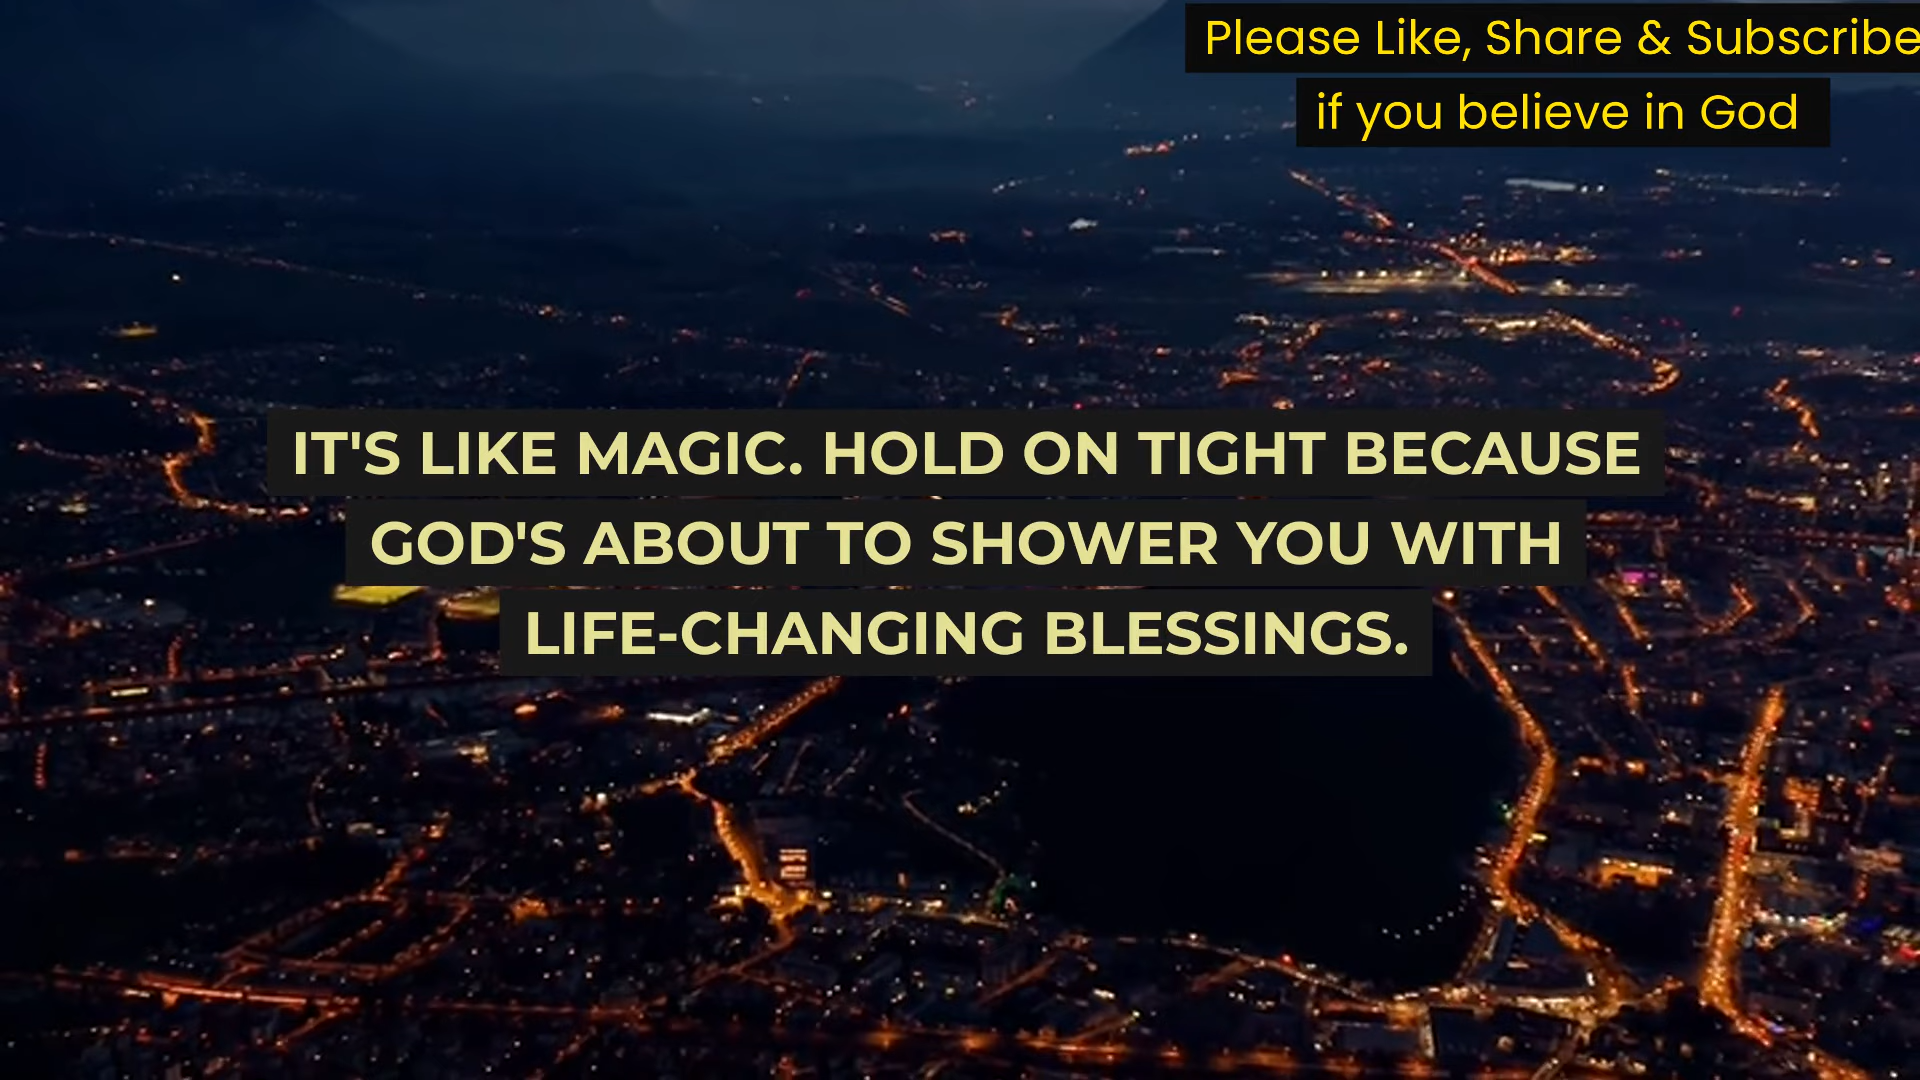 Please Like, Share & Subscribe
if you believe in God
IT'S LIKE MAGIC. HOLD ON TIGHT BECAUSE
GOD'S ABOUT TO SHOWER YOU WITH
LIFE-CHANGING BLESSINGS.